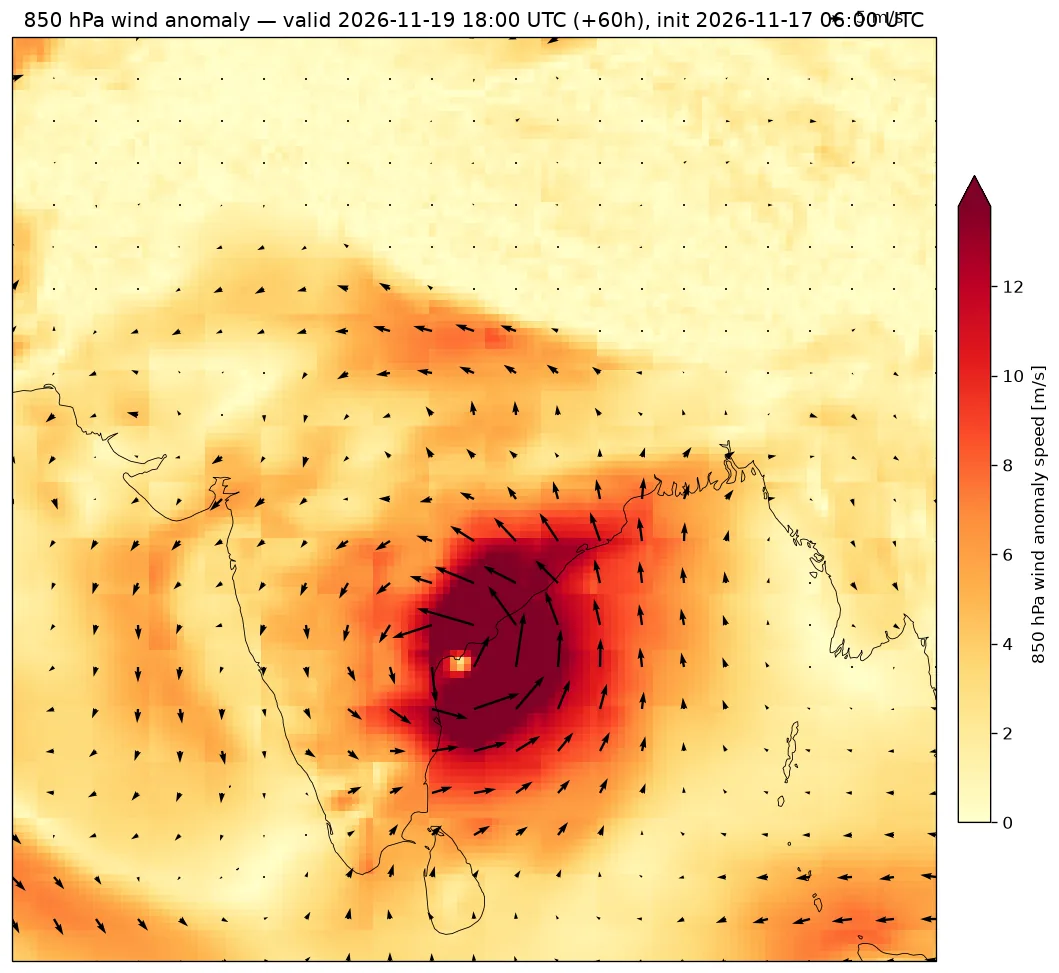 850 hPa wind anomaly — valid 2026-11-19 18:00 UTC (+60h), init 2026-11-17 06:00 UTC
5 m/s
12
10
8
6
4
2
0
850 hPa wind anomaly speed [m/s]